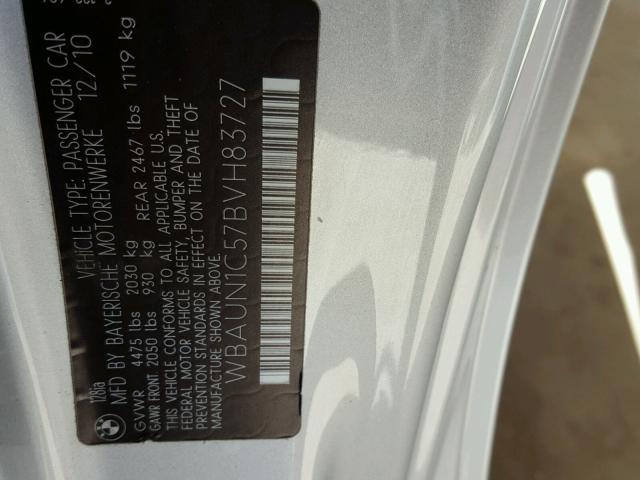 128ia
VEHICLE TYPE: PASSENGER CAR
MFD BY BAYERISCHE MOTORENWERKE 12/10
GVWR 4475 lbs 2030 kg
GAWR FRONT 2050 lbs 930 kg REAR 2467 lbs 1119 kg
THIS VEHICLE CONFORMS TO ALL APPLICABLE U.S.
FEDERAL MOTOR VEHICLE SAFETY, BUMPER AND THEFT
PREVENTION STANDARDS IN EFFECT ON THE DATE OF
MANUFACTURE SHOWN ABOVE.
WBAUN1C57BVH83727